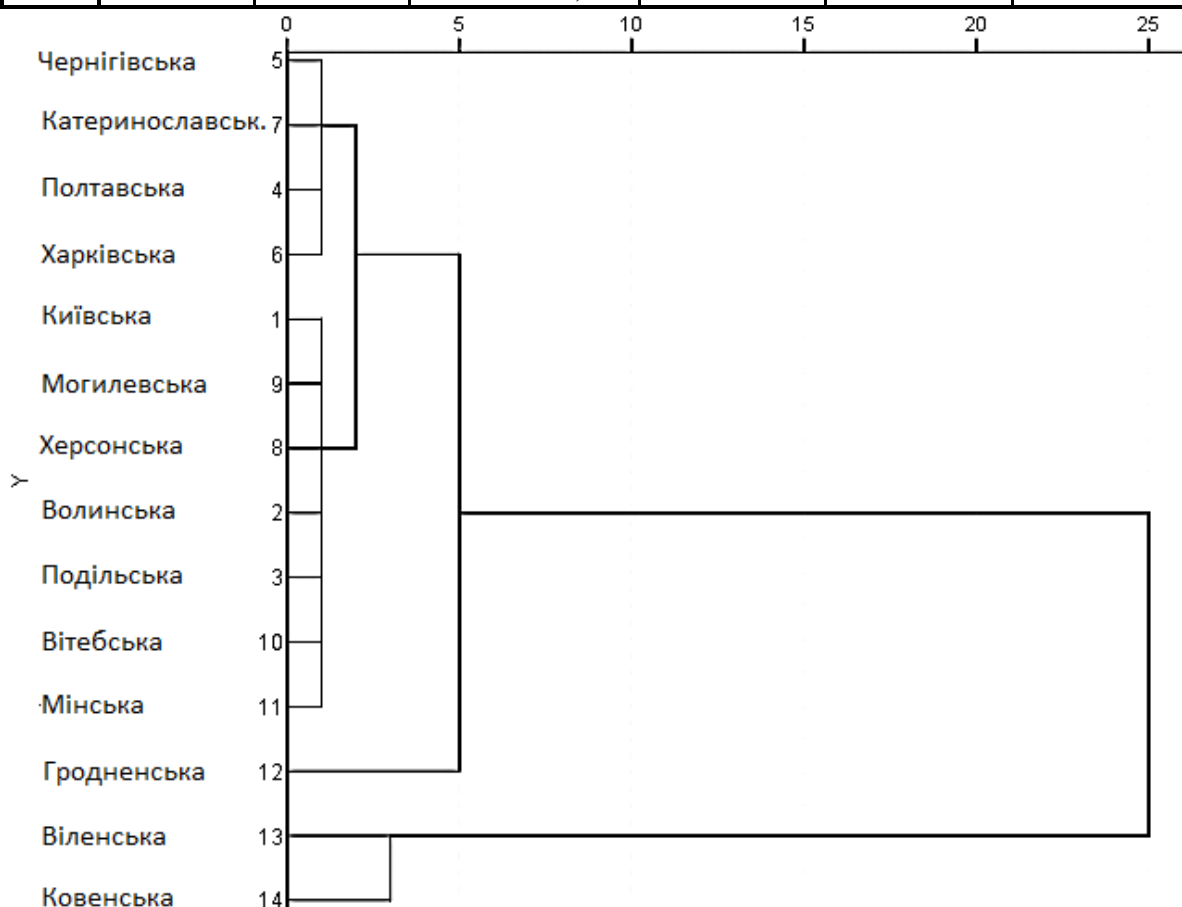 0 5 10 15 20 25
Чернігівська 5
Катеринославськ. 7
Полтавська 4
Харківська 6
Київська 1
Могилевська 9
Херсонська 8
Y
Волинська 2
Подільська 3
Вітебська 10
Мінська 11
Гродненська 12
Віленська 13
Ковенська 14